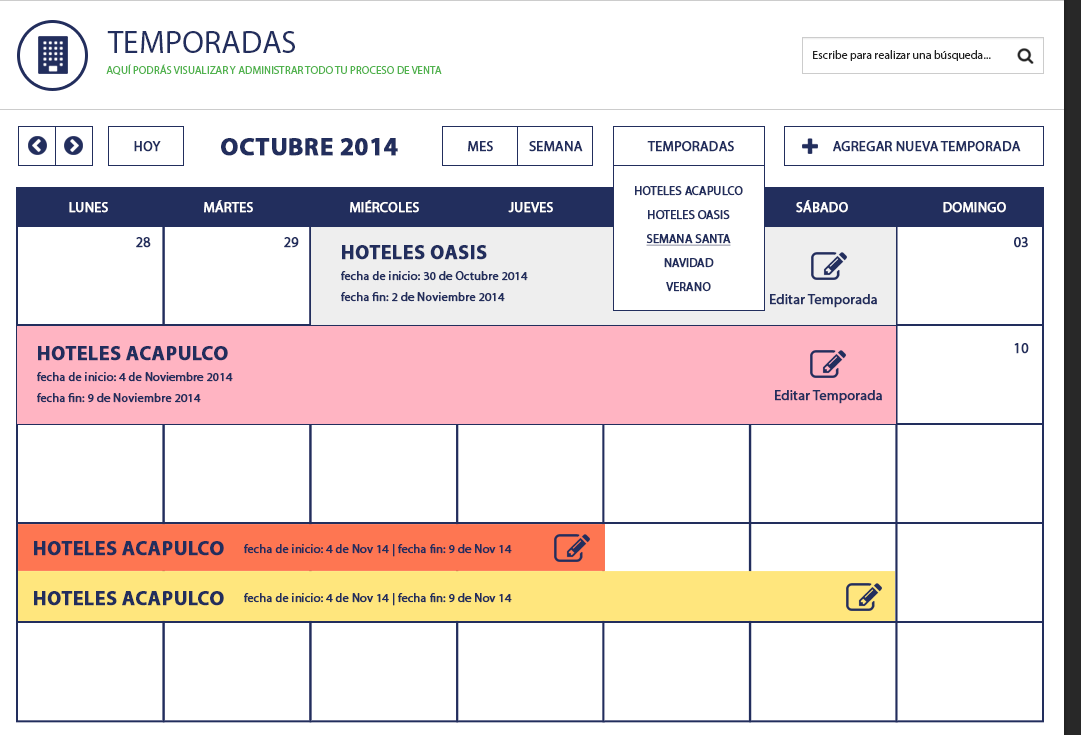 TEMPORADAS
AQUÍ PODRÁS VISUALIZAR Y ADMINISTRAR TODO TU PROCESO DE VENTA
Escribe para realizar una búsqueda...
HOY
OCTUBRE 2014
MES
SEMANA
TEMPORADAS
AGREGAR NUEVA TEMPORADA
HOTELES ACAPULCO
HOTELES OASIS
SEMANA SANTA
NAVIDAD
VERANO
LUNES
MÁRTES
MIÉRCOLES
JUEVES
SÁBADO
DOMINGO
28
29
HOTELES OASIS
fecha de inicio: 30 de Octubre 2014
fecha fin: 2 de Noviembre 2014
Editar Temporada
03
HOTELES ACAPULCO
fecha de inicio: 4 de Noviembre 2014
fecha fin: 9 de Noviembre 2014
Editar Temporada
10
HOTELES ACAPULCO fecha de inicio: 4 de Nov 14 | fecha fin: 9 de Nov 14
HOTELES ACAPULCO fecha de inicio: 4 de Nov 14 | fecha fin: 9 de Nov 14